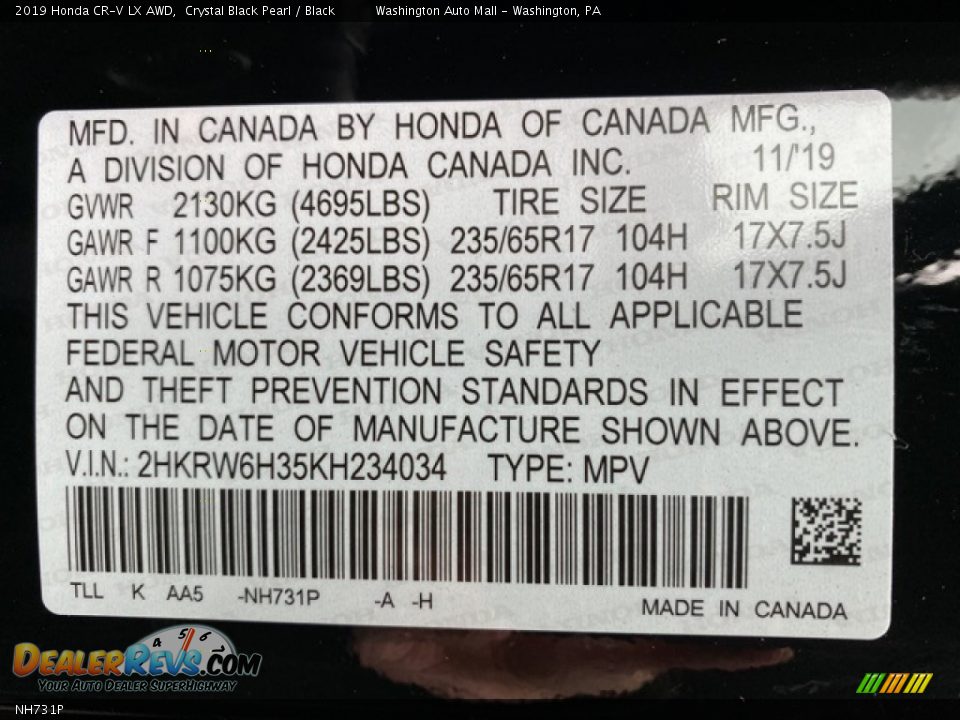 2019 Honda CR-V LX AWD, Crystal Black Pearl / Black Washington Auto Mall - Washington, PA
MFD. IN CANADA BY HONDA OF CANADA MFG.,
A DIVISION OF HONDA CANADA INC. 11/'19
GVWR 2130KG (4695LBS) TIRE SIZE RIM SIZE
GAWR F 1100KG (2425LBS) 235/65R17 104H 17X7.5J
GAWR R 1075KG (2369LBS) 235/65R17 104H 17X7.5J
THIS VEHICLE CONFORMS TO ALL APPLICABLE
FEDERAL MOTOR VEHICLE SAFETY
AND THEFT PREVENTION STANDARDS IN EFFECT
ON THE DATE OF MANUFACTURE SHOWN ABOVE.
V.I.N.: 2HKRW6H35KH234034 TYPE: MPV
TLL K AA5 -NH731P -A -H
MADE IN CANADA
4 5 6
DEALERREVS.COM
YOUR AUTO DEALER SUPERHIGHWAY
NH731P